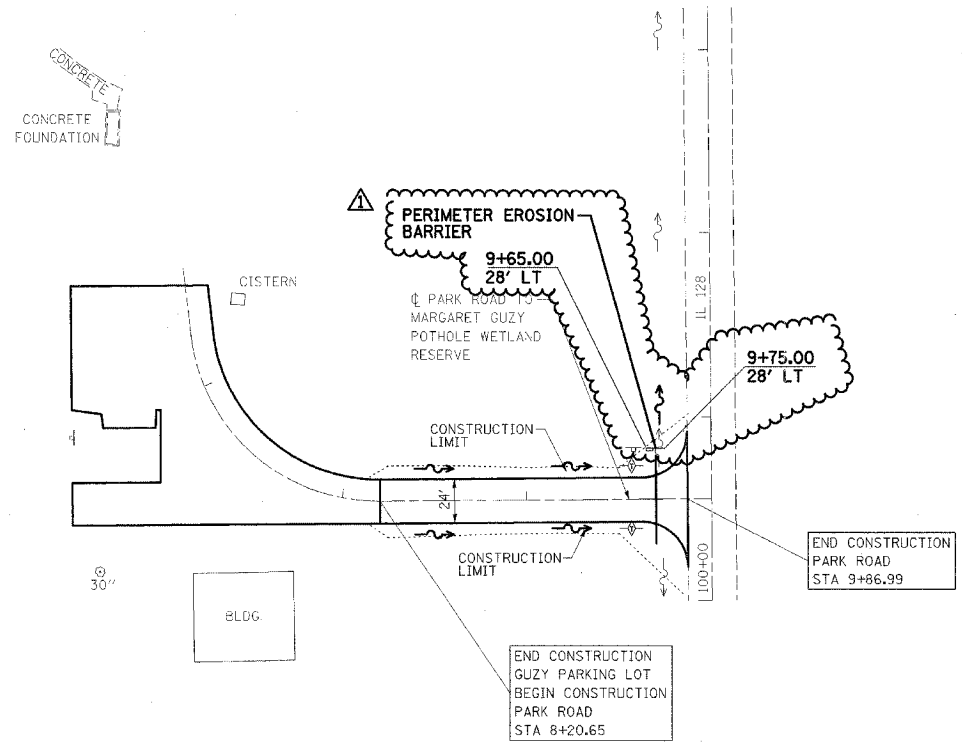 CONCRETE
CONCRETE
FOUNDATION
1
PERIMETER EROSION
BARRIER
9+65.00
28' LT
CISTERN
℄ PARK ROAD TO
MARGARET GUZY
POTHOLE WETLAND
RESERVE
IL 128
9+75.00
28' LT
CONSTRUCTION
LIMIT
24'
CONSTRUCTION
LIMIT
100+00
END CONSTRUCTION
PARK ROAD
STA 9+86.99
30"
BLDG.
END CONSTRUCTION
GUZY PARKING LOT
BEGIN CONSTRUCTION
PARK ROAD
STA 8+20.65